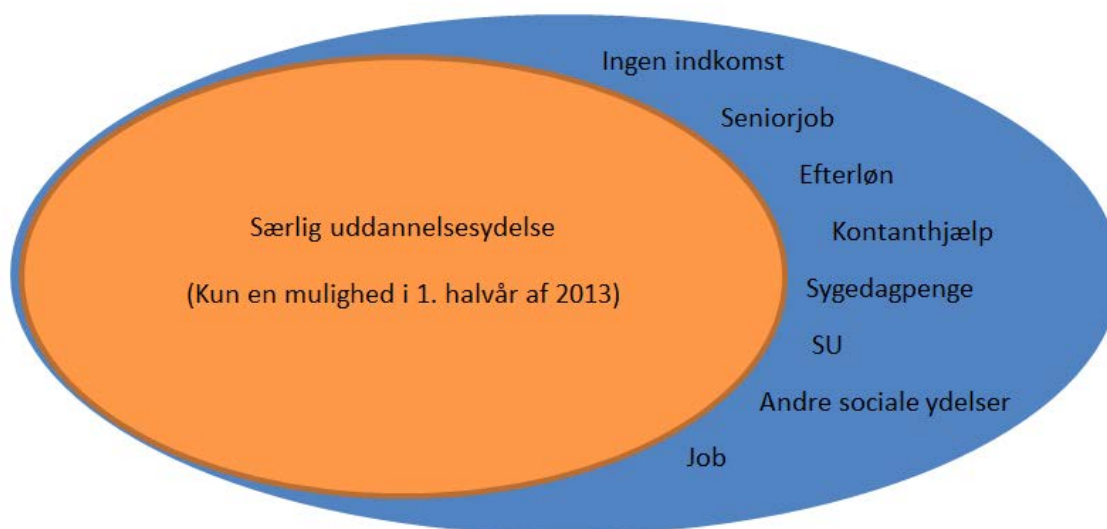 Ingen indkomst
Seniorjob
Efterløn
Særlig uddannelsesydelse
Kontanthjælp
(Kun en mulighed i 1. halvår af 2013)
Sygedagpenge
SU
Andre sociale ydelser
Job